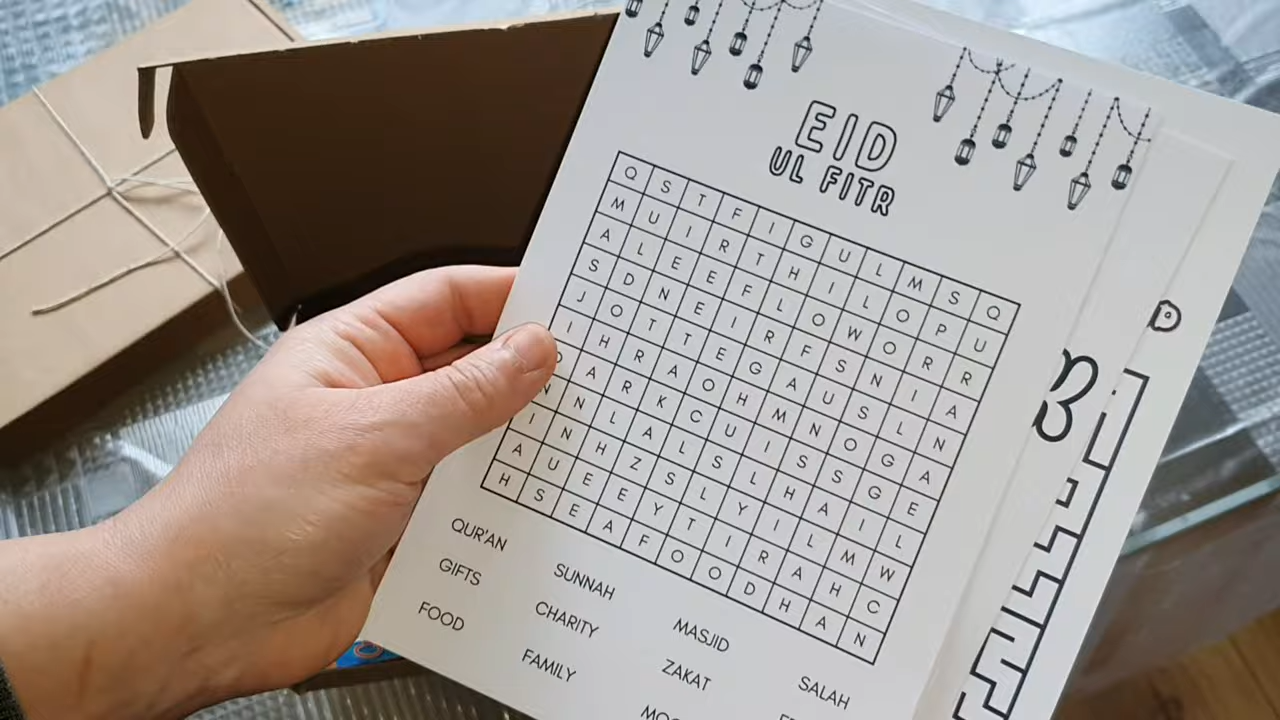 EID
UL FITR
Q S T F I G U L M S Q
M U I R T H I L O P U
A L E E F L O W O R R
S D N E I R F S N I A
J O T T E G A U S L N
I H R A O H M N O G A
D A R K C U I S S G E
N N L A L S L H A I L
I N H Z S L Y I L M W
A U E E Y T I R A H C
H S E A F O O D H A N
QUR'AN
GIFTS
FOOD
SUNNAH
CHARITY
FAMILY
MASJID
ZAKAT
SALAH